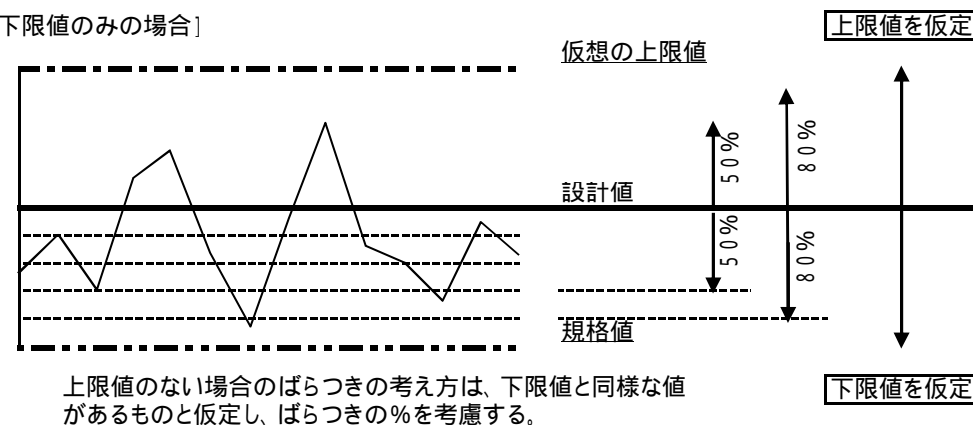 下限値のみの場合]
上限値を仮定
仮想の上限値
50%
80%
設計値
50%
80%
規格値
下限値を仮定
上限値のない場合のばらつきの考え方は、下限値と同様な値
があるものと仮定し、ばらつきの%を考慮する。